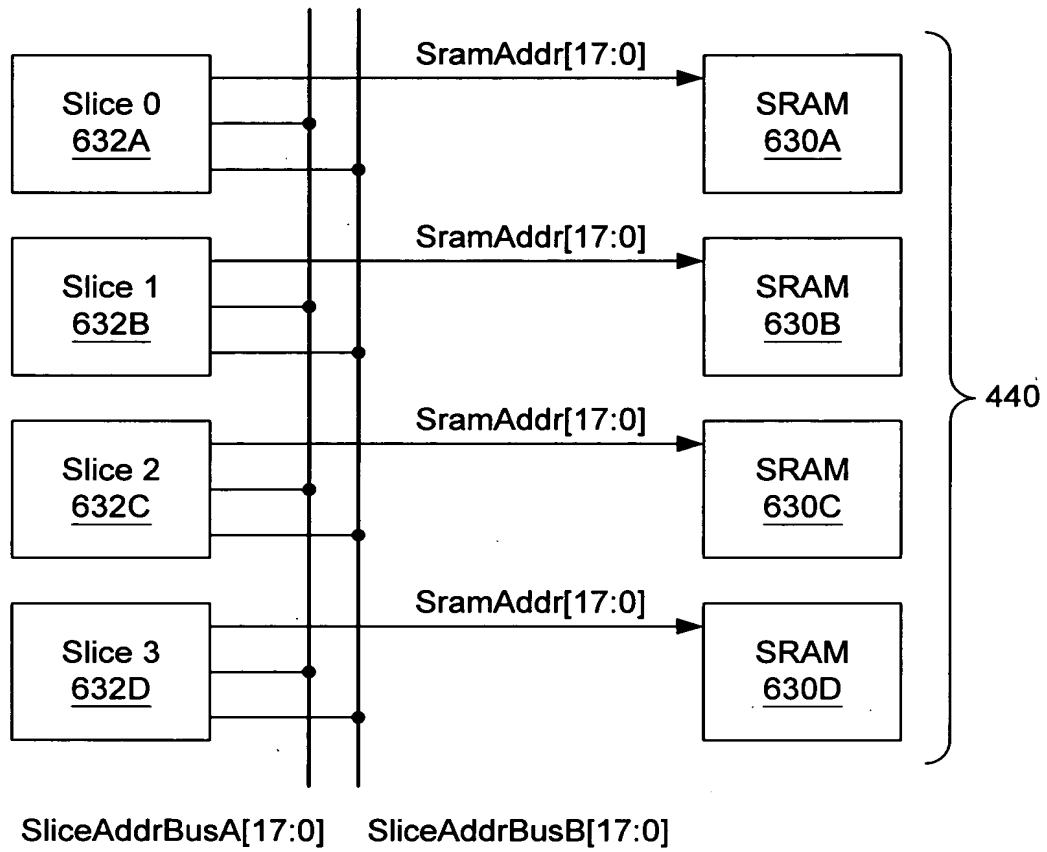 SramAddr[17:0]
Slice 0
632A
SRAM
630A
SramAddr[17:0]
Slice 1
632B
SRAM
630B
440
SramAddr[17:0]
Slice 2
632C
SRAM
630C
SramAddr[17:0]
Slice 3
632D
SRAM
630D
SliceAddrBusA[17:0]
SliceAddrBusB[17:0]